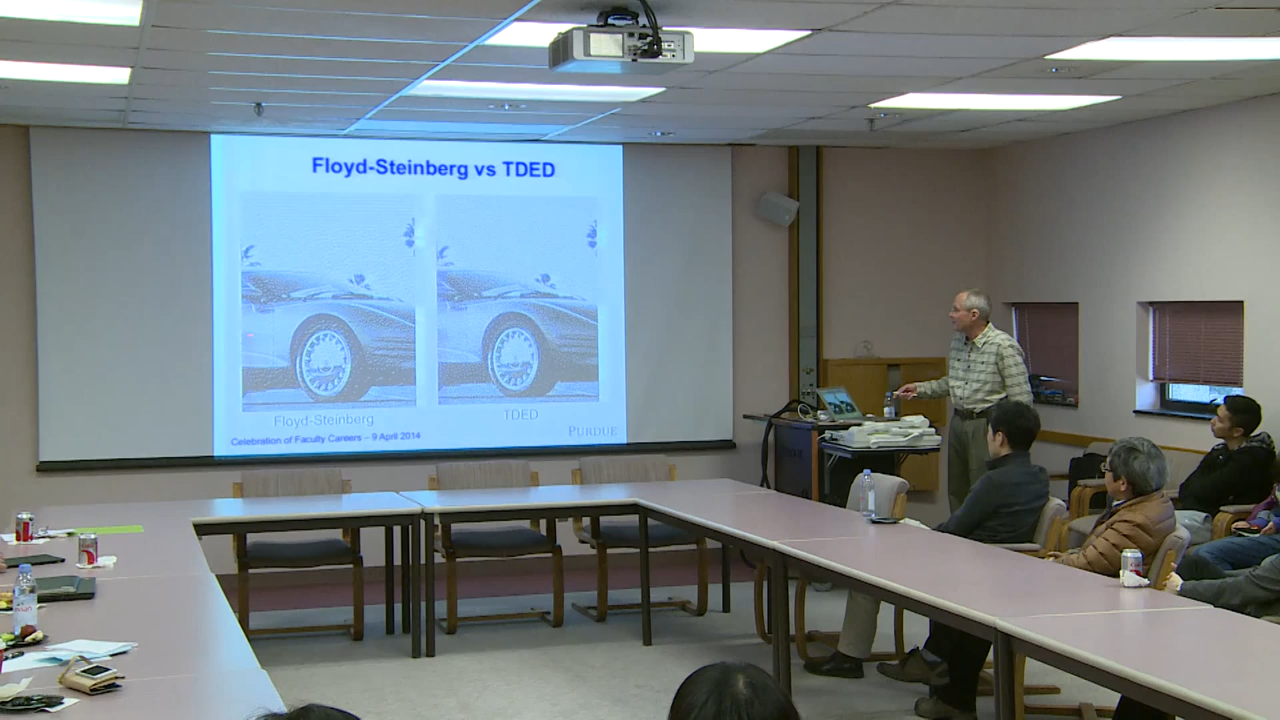 Floyd-Steinberg vs TDED
Floyd-Steinberg
TDED
Celebration of Faculty Careers – 9 April 2014
PURDUE